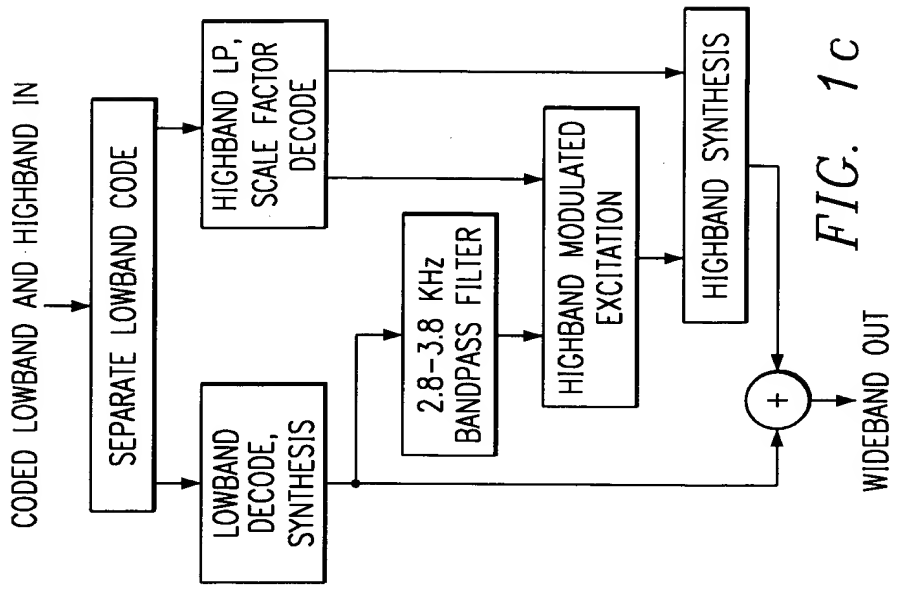 CODED LOWBAND AND HIGHBAND IN
SEPARATE LOWBAND CODE
LOWBAND
DECODE,
SYNTHESIS
HIGHBAND LP,
SCALE FACTOR
DECODE
2.8-3.8 KHz
BANDPASS FILTER
HIGHBAND MODULATED
EXCITATION
HIGHBAND SYNTHESIS
+
WIDEBAND OUT
FIG. 1c